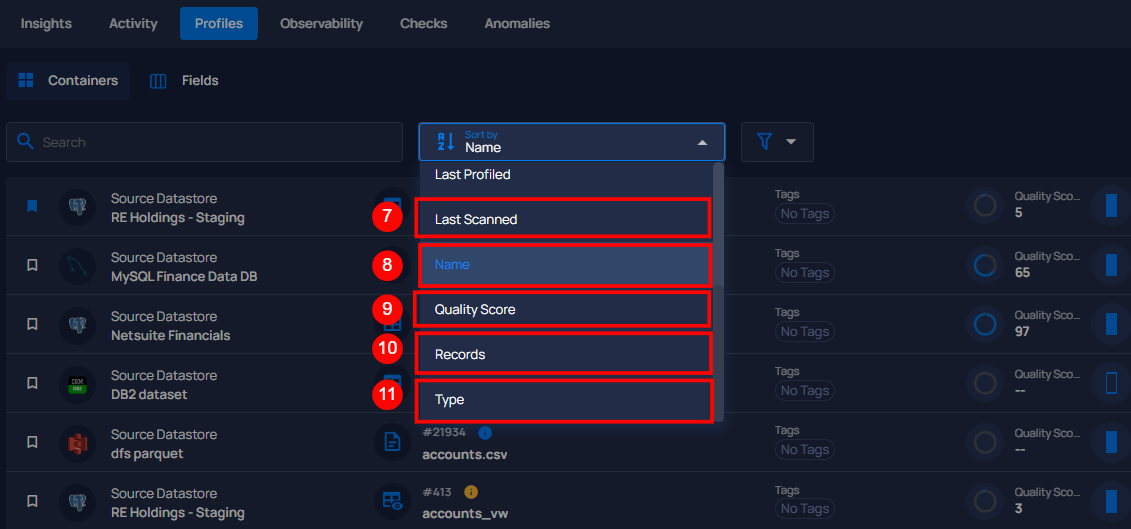 Insights Activity Profiles Observability Checks Anomalies
Containers Fields
Search
Sort by
Name
Last Profiled
7 Last Scanned
8 Name
9 Quality Score
10 Records
11 Type
Source Datastore
RE Holdings - Staging
Tags
No Tags
Quality Sco...
5
Source Datastore
MySQL Finance Data DB
Tags
No Tags
Quality Sco...
65
Source Datastore
Netsuite Financials
Tags
No Tags
Quality Sco...
97
Source Datastore
DB2 dataset
Tags
No Tags
Quality Sco...
--
Source Datastore
dfs parquet
#21934
accounts.csv
Tags
No Tags
Quality Sco...
--
Source Datastore
RE Holdings - Staging
#413
accounts_vw
Tags
No Tags
Quality Sco...
3